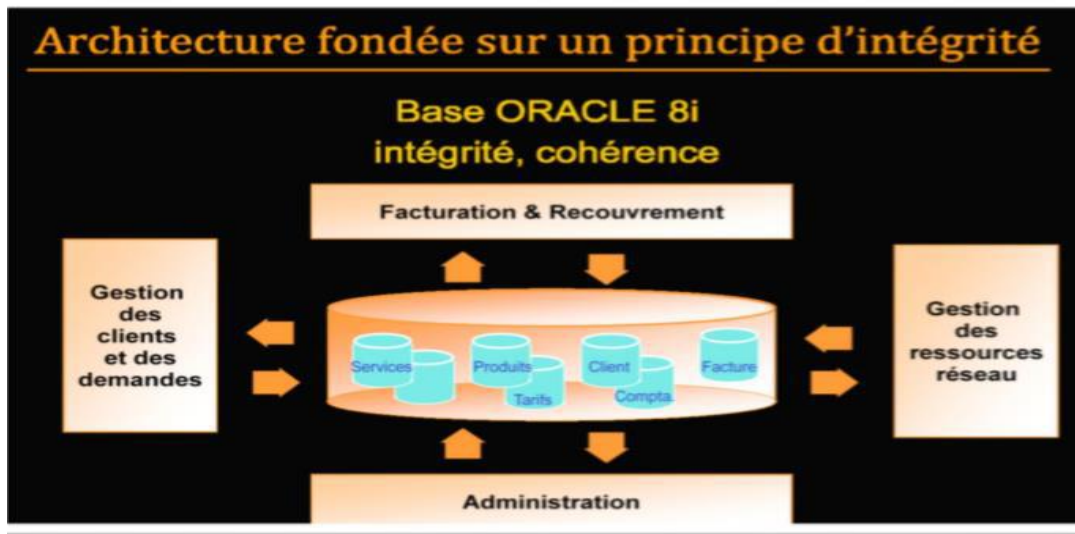 Architecture fondée sur un principe d'intégrité
Base ORACLE 8i
intégrité, cohérence
Facturation & Recouvrement
Gestion
des
clients
et des
demandes
Services
Produits
Tarifs
Client
Compta.
Facture
Gestion
des
ressources
réseau
Administration